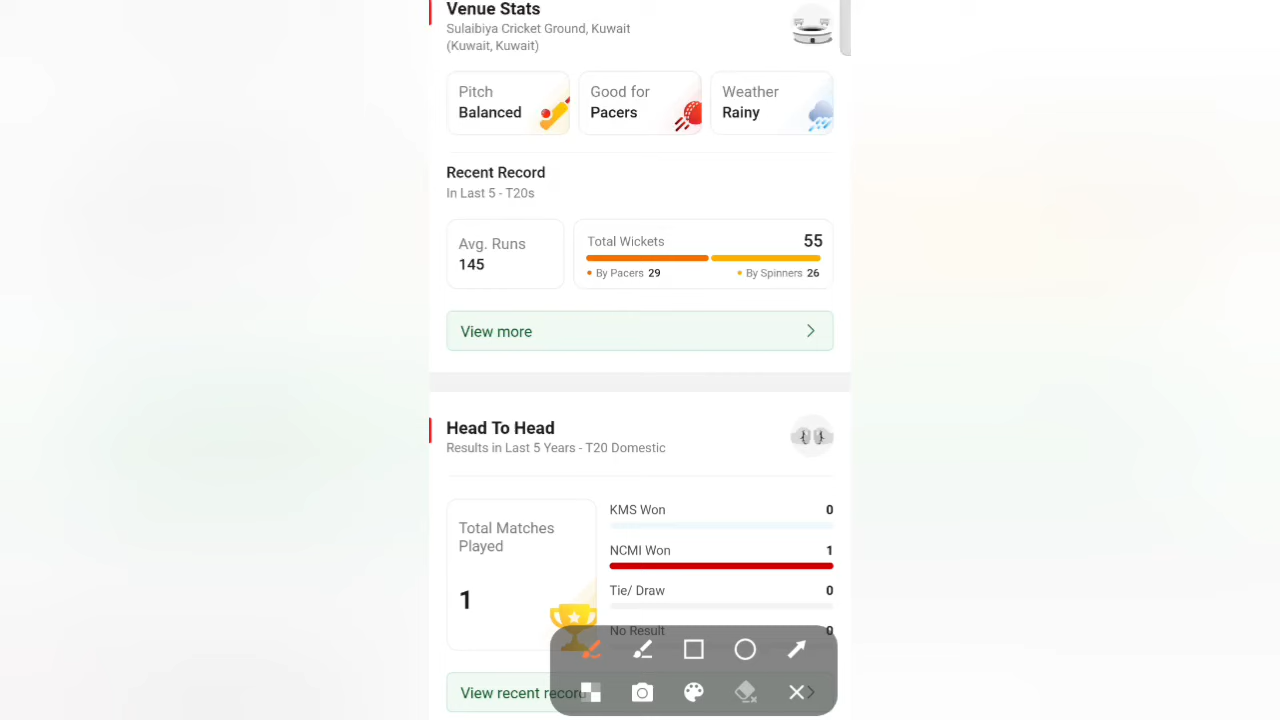 Venue Stats
Sulaibiya Cricket Ground, Kuwait
(Kuwait, Kuwait)
Pitch
Balanced
Good for
Pacers
Weather
Rainy
Recent Record
In Last 5 - T20s
Avg. Runs
145
Total Wickets 55
By Pacers 29 By Spinners 26
View more
Head To Head
Results in Last 5 Years - T20 Domestic
Total Matches
Played
1
KMS Won 0
NCMI Won 1
Tie/ Draw 0
No Result 0
View recent record